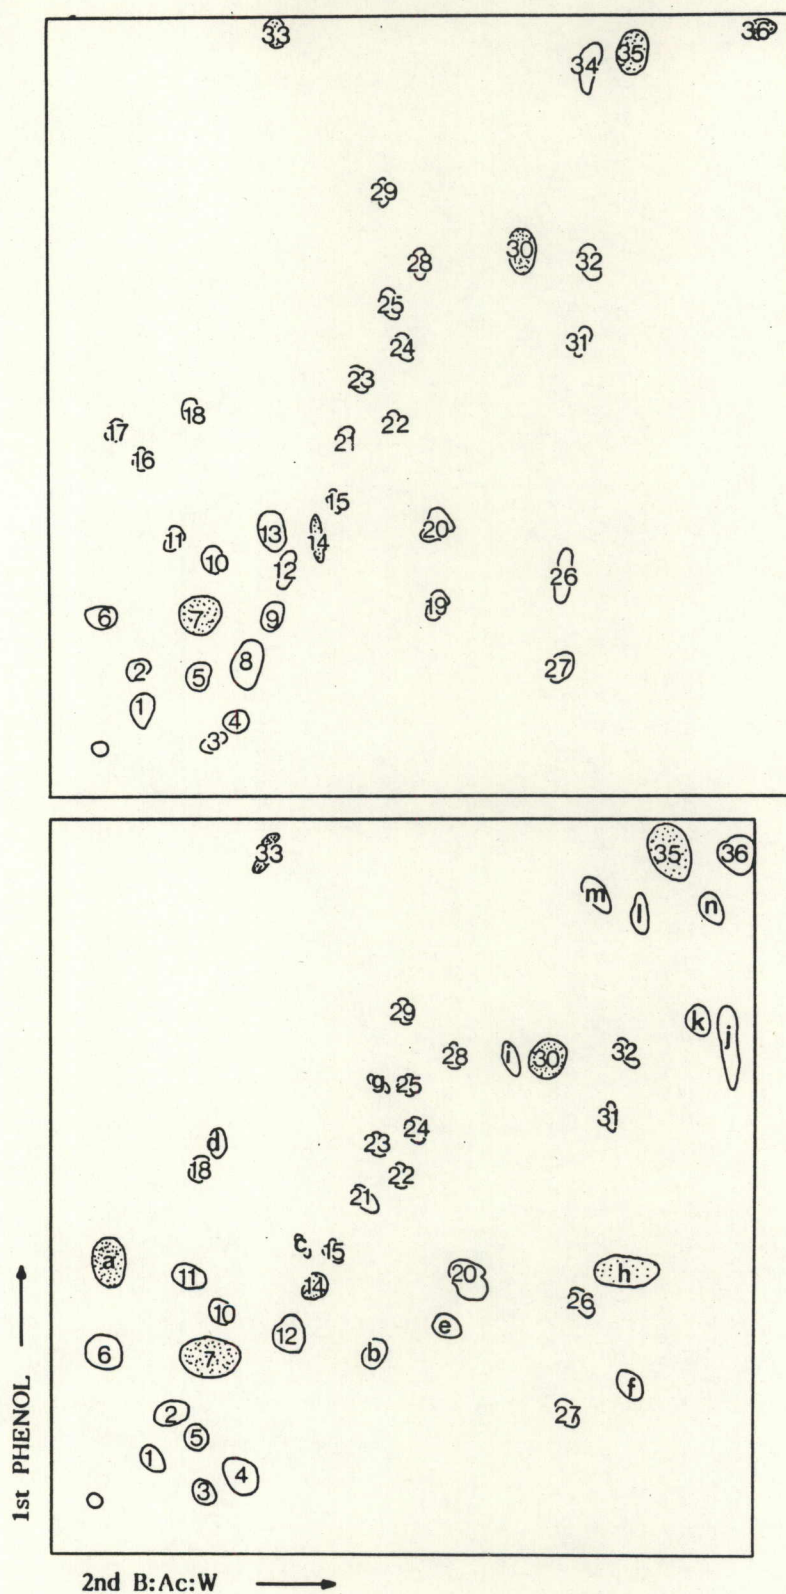 33 34 35 36
29
28 30 32
25
24 31
23
17 18 22
16 21
15
11 10 13 14 20
12 26
6 7 9 19
2 5 8 27
1
3 4
33 35 36
m l n
29 k j
28 i 30 32
g 25
31
d 23 24
18 22
21
a 11 c 15 20 h
14
10 12 e 26
6 7 b
f
2 27
5
1 4
3
1st PHENOL
2nd B:Ac:W